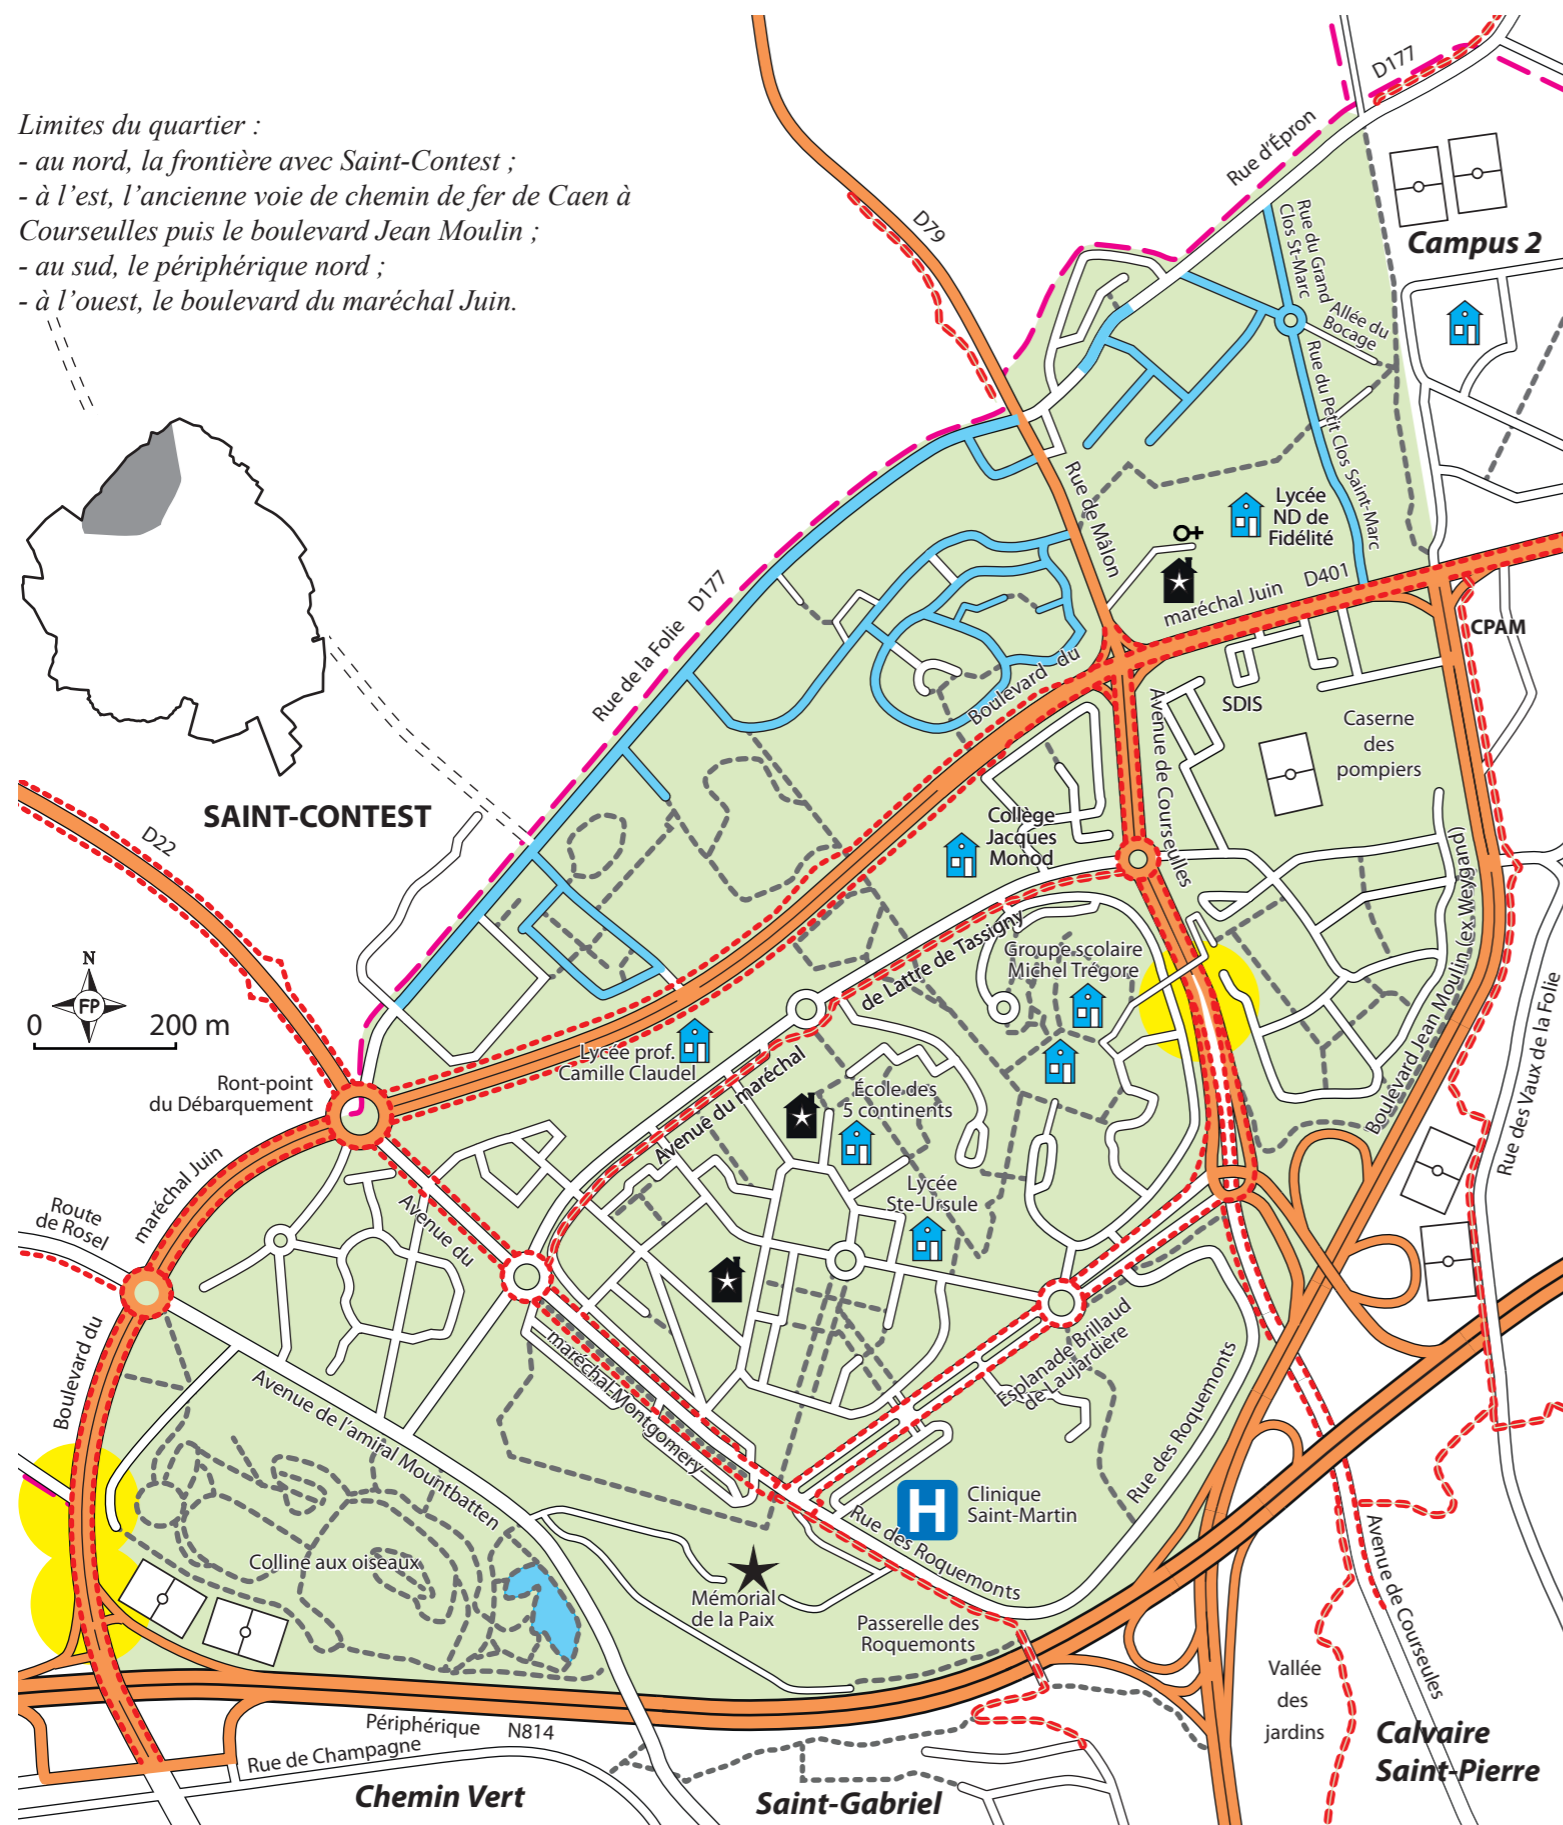 Limites du quartier :
- au nord, la frontière avec Saint-Contest ;
- à l'est, l'ancienne voie de chemin de fer de Caen à
Courseulles puis le boulevard Jean Moulin ;
- au sud, le périphérique nord ;
- à l'ouest, le boulevard du maréchal Juin.
D177
Rue d'Épron
D79
Campus 2
Rue du Grand
Clos St-Marc
Allée du
Bocage
Rue du Petit Clos Saint-Marc
Rue de Mâlon
Lycée
ND de
Fidélité
D177
Rue de la Folie
maréchal Juin
D401
CPAM
Boulevard du
SDIS
Avenue de Courseulles
Caserne
des
pompiers
SAINT-CONTEST
D22
Collège
Jacques
Monod
de Lattre de Tassigny
Groupe scolaire
Michel Trégore
Boulevard Jean Moulin (ex Weygand)
Rue des Vaux de la Folie
N
FP
0
200 m
Lycée prof.
Camille Claudel
Ront-point
du Débarquement
Avenue du maréchal
École des
5 continents
Lycée
Ste-Ursule
maréchal Juin
Route
de Rosel
Avenue du
Boulevard du
maréchal Montgomery
Esplanade Brillaud
de Laujardière
Avenue de l'amiral Mountbatten
Rue des Roquemonts
H
Clinique
Saint-Martin
Rue des Roquemonts
Colline aux oiseaux
Mémorial
de la Paix
Passerelle des
Roquemonts
Avenue de Courseules
Vallée
des
jardins
Périphérique
N814
Rue de Champagne
Calvaire
Saint-Pierre
Chemin Vert
Saint-Gabriel